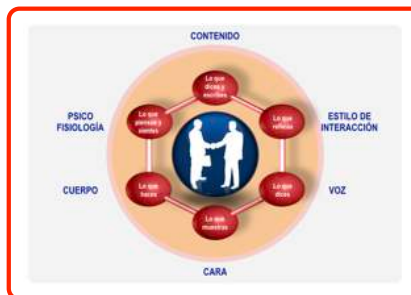 CONTENIDO
Lo que
dices y
escribes
PSICO
FISIOLOGÍA
Lo que
piensas y
sientes
Lo que
reflejas
ESTILO DE
INTERACCIÓN
CUERPO
Lo que
haces
Lo que
dices
VOZ
Lo que
muestras
CARA